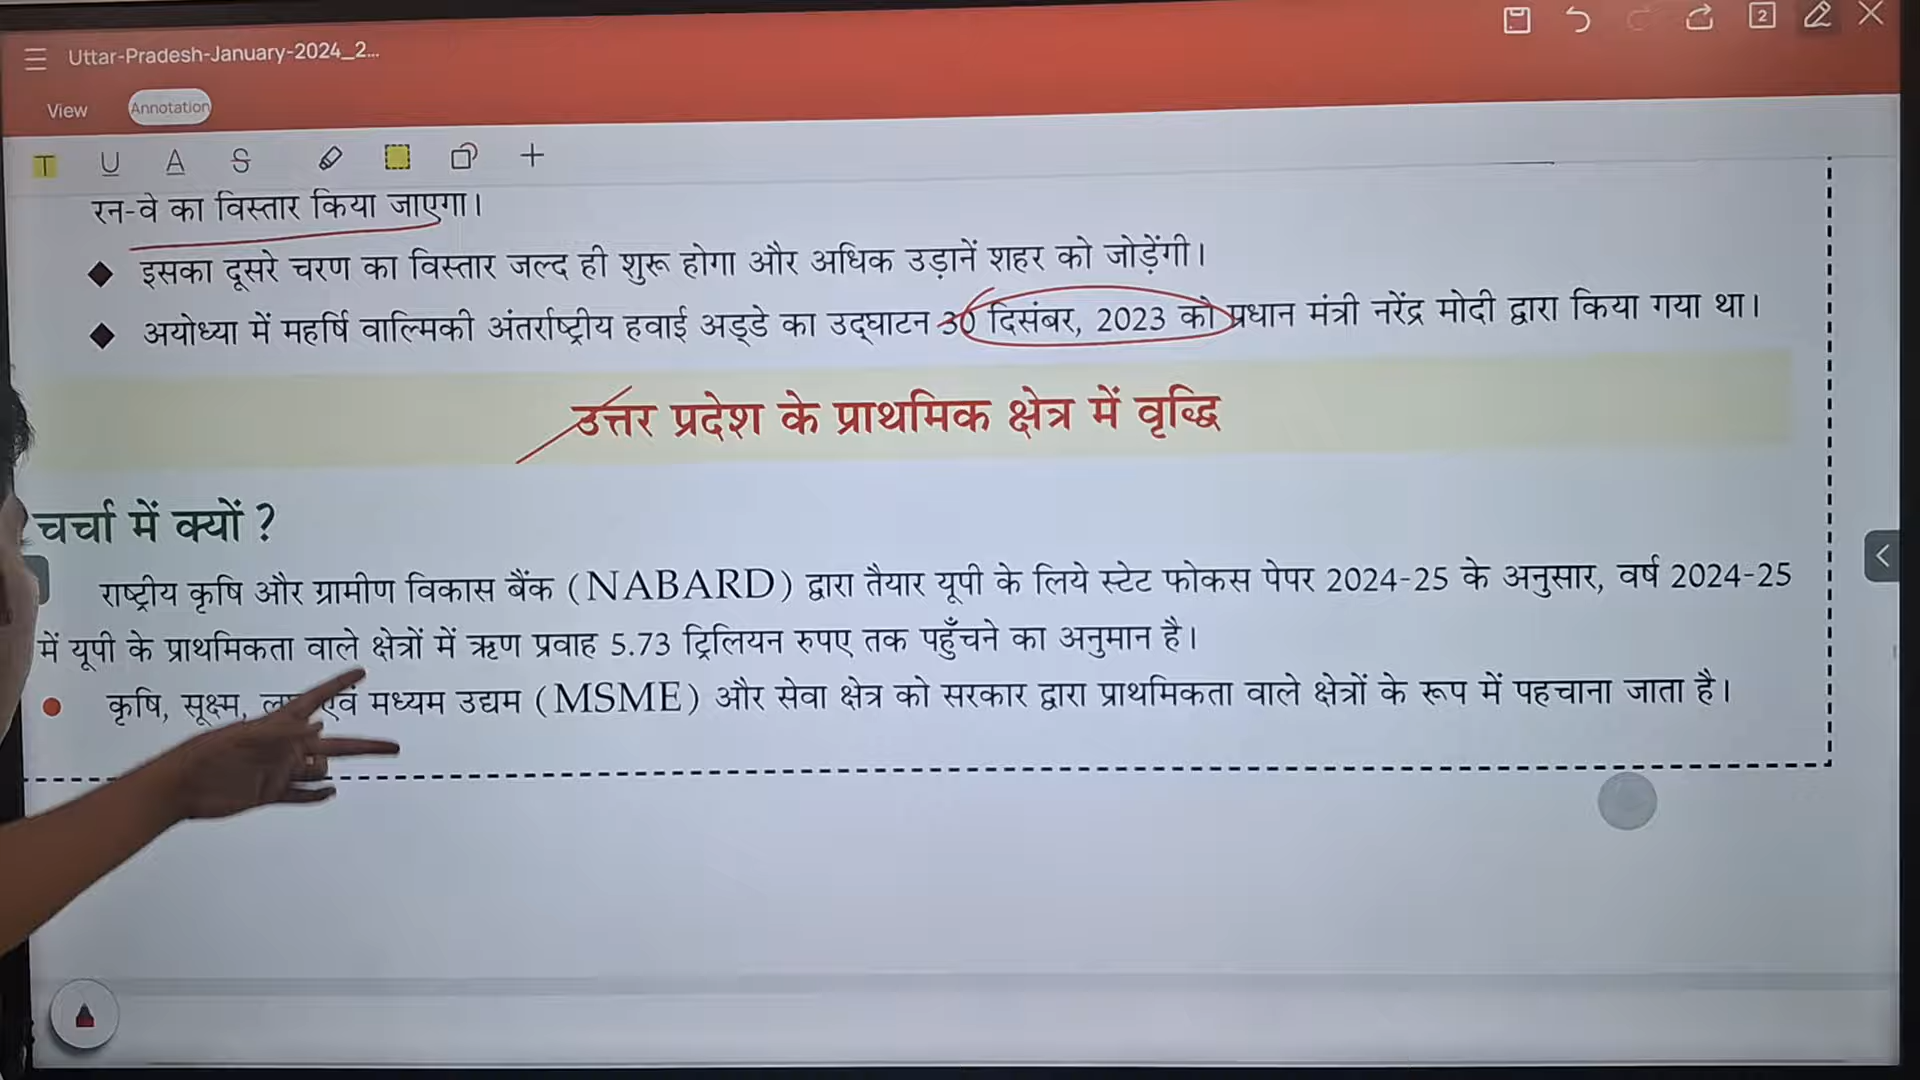 Uttar-Pradesh-January-2024_2...
2
View
Annotation
T U A S
रन-वे का विस्तार किया जाएगा।
इसका दूसरे चरण का विस्तार जल्द ही शुरू होगा और अधिक उड़ानें शहर को जोड़ेंगी।
अयोध्या में महर्षि वाल्मिकी अंतर्राष्ट्रीय हवाई अड्डे का उद्घाटन 30 दिसंबर, 2023 को प्रधान मंत्री नरेंद्र मोदी द्वारा किया गया था।
उत्तर प्रदेश के प्राथमिक क्षेत्र में वृद्धि
चर्चा में क्यों?
राष्ट्रीय कृषि और ग्रामीण विकास बैंक (NABARD) द्वारा तैयार यूपी के लिये स्टेट फोकस पेपर 2024-25 के अनुसार, वर्ष 2024-25
में यूपी के प्राथमिकता वाले क्षेत्रों में ऋण प्रवाह 5.73 ट्रिलियन रुपए तक पहुँचने का अनुमान है।
कृषि, सूक्ष्म, एवं मध्यम उद्यम (MSME) और सेवा क्षेत्र को सरकार द्वारा प्राथमिकता वाले क्षेत्रों के रूप में पहचाना जाता है।